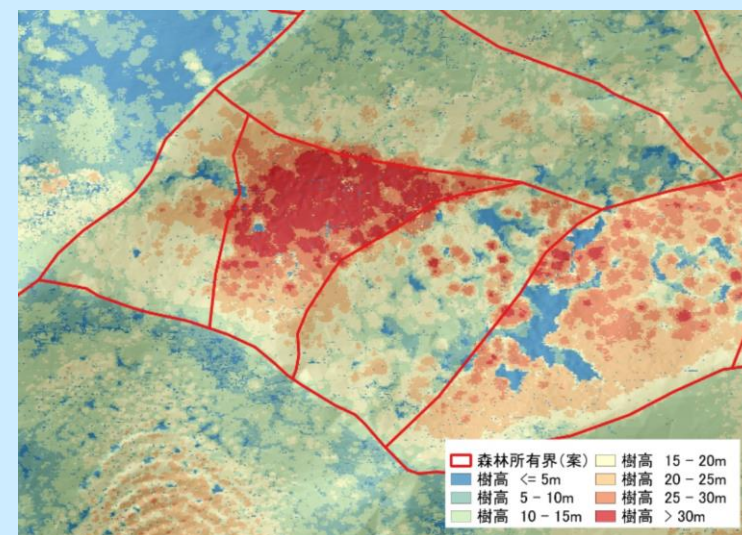 森林所有界(案)
樹高 <= 5m
樹高 5 - 10m
樹高 10 - 15m
樹高 15 - 20m
樹高 20 - 25m
樹高 25 - 30m
樹高 > 30m